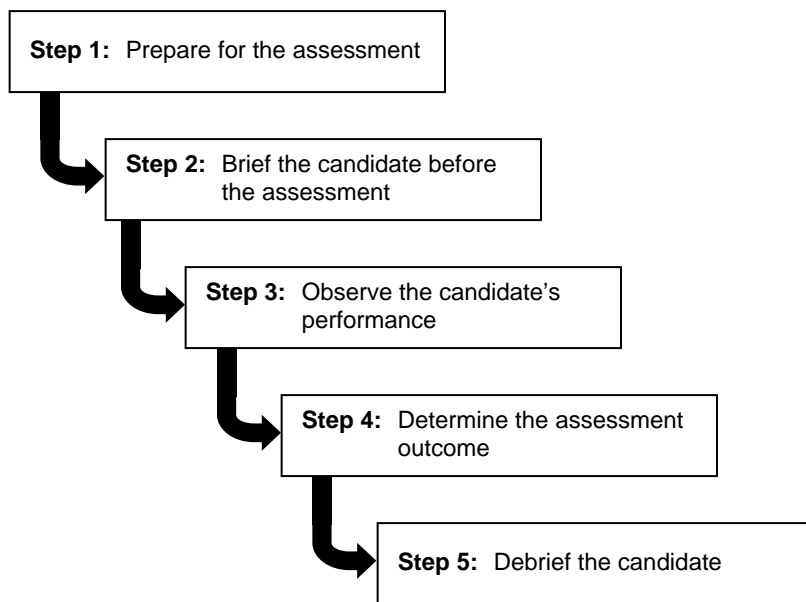 Step 1: Prepare for the assessment
Step 2: Brief the candidate before
the assessment
Step 3: Observe the candidate’s
performance
Step 4: Determine the assessment
outcome
Step 5: Debrief the candidate